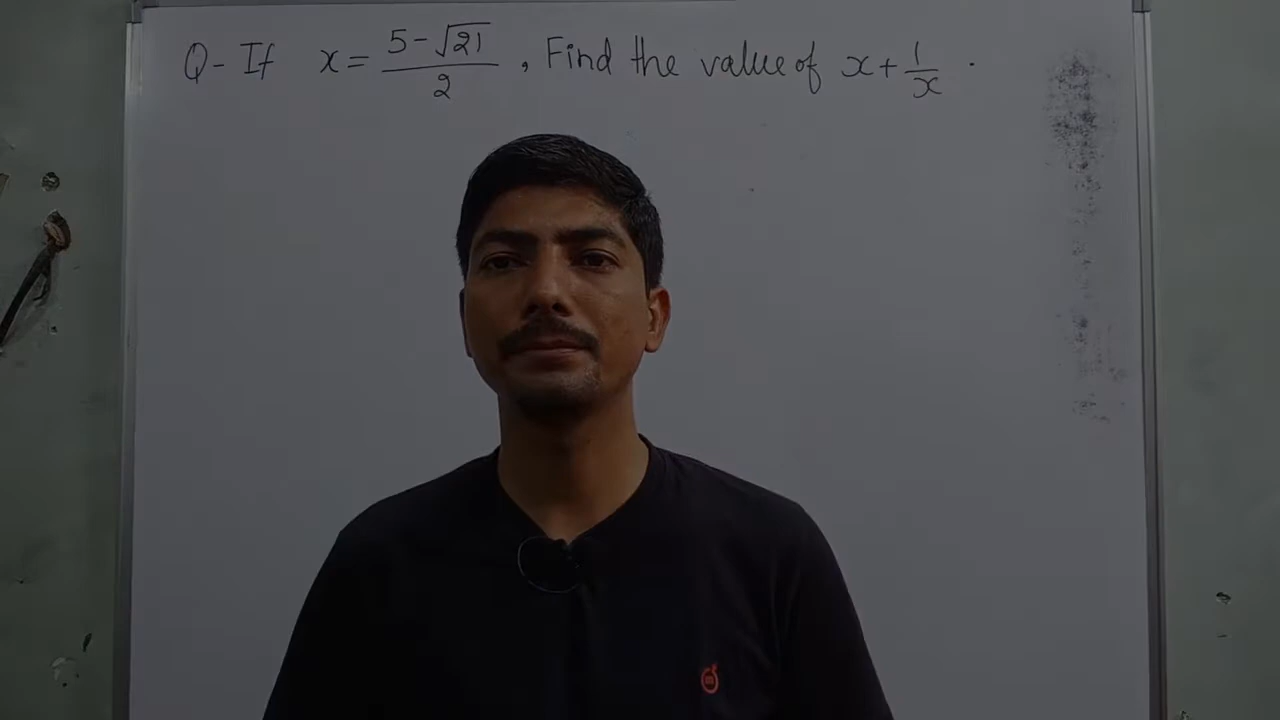 Q- If x = (5-√21)/2 , Find the value of x + 1/x .